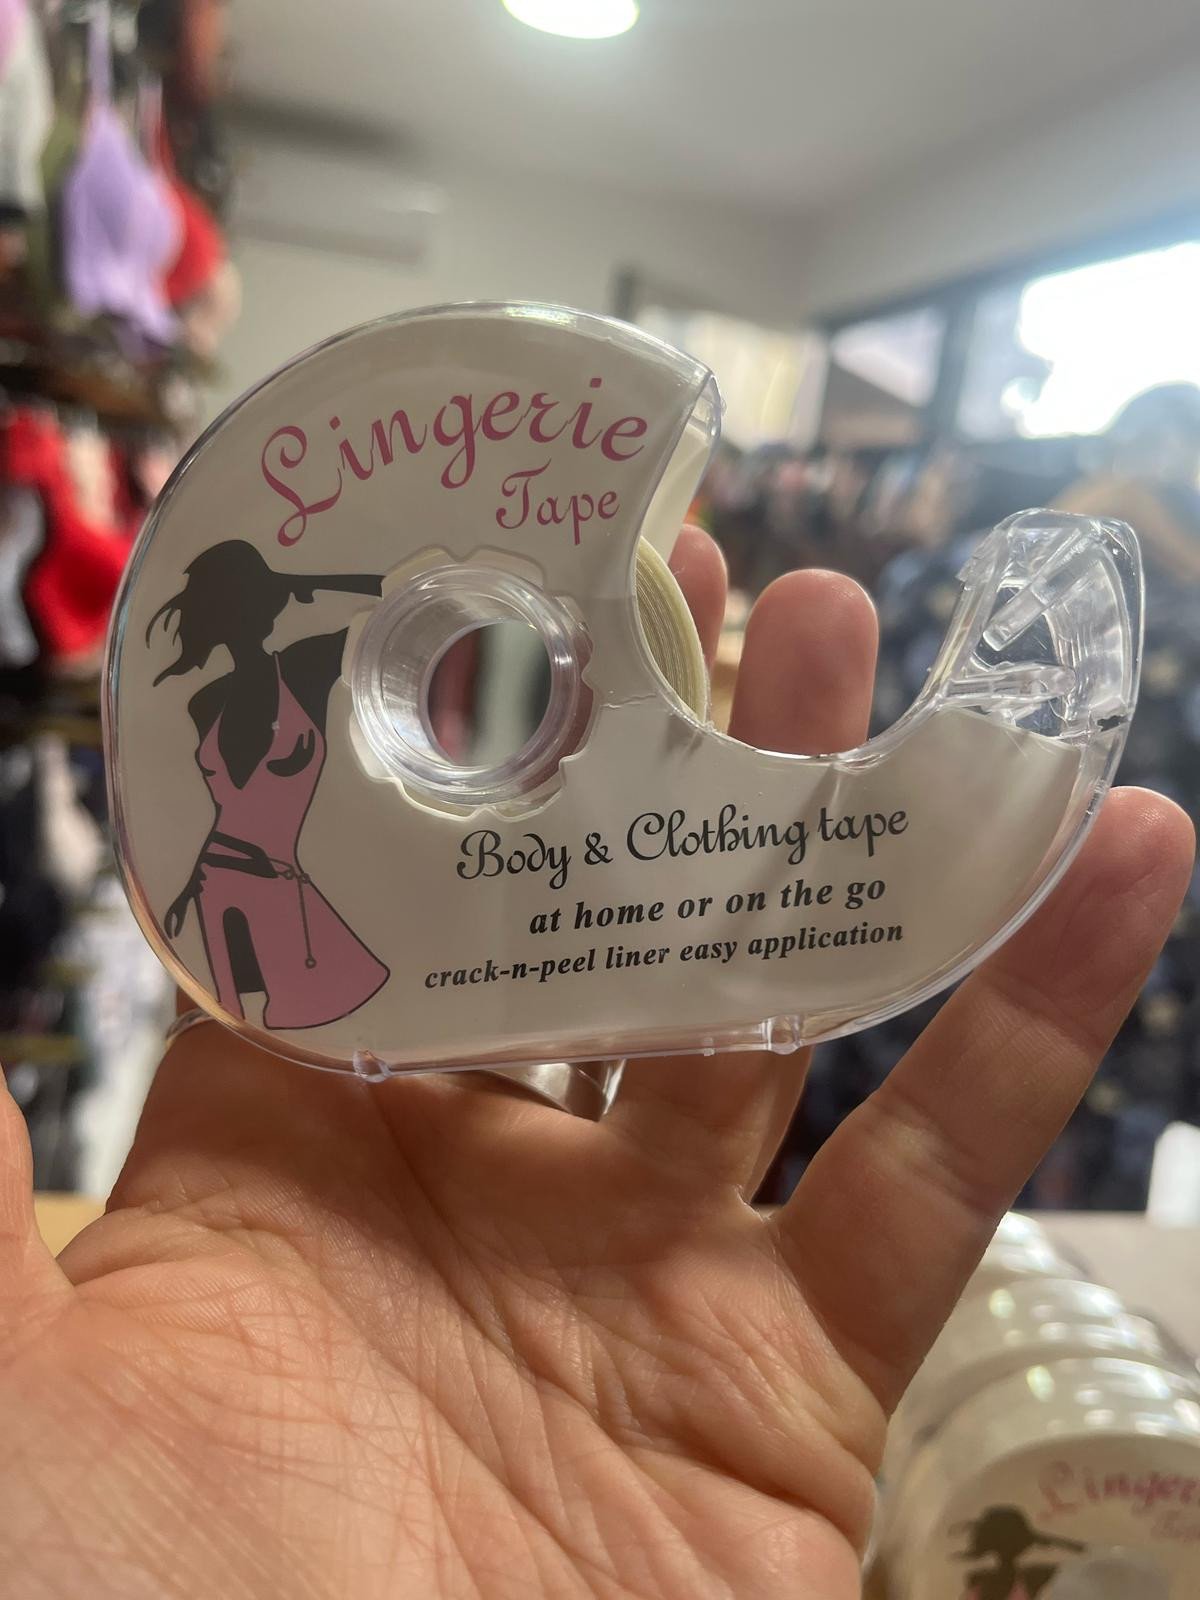 Lingerie
Tape
Body & Clothing tape
at home or on the go
crack-n-peel liner easy application